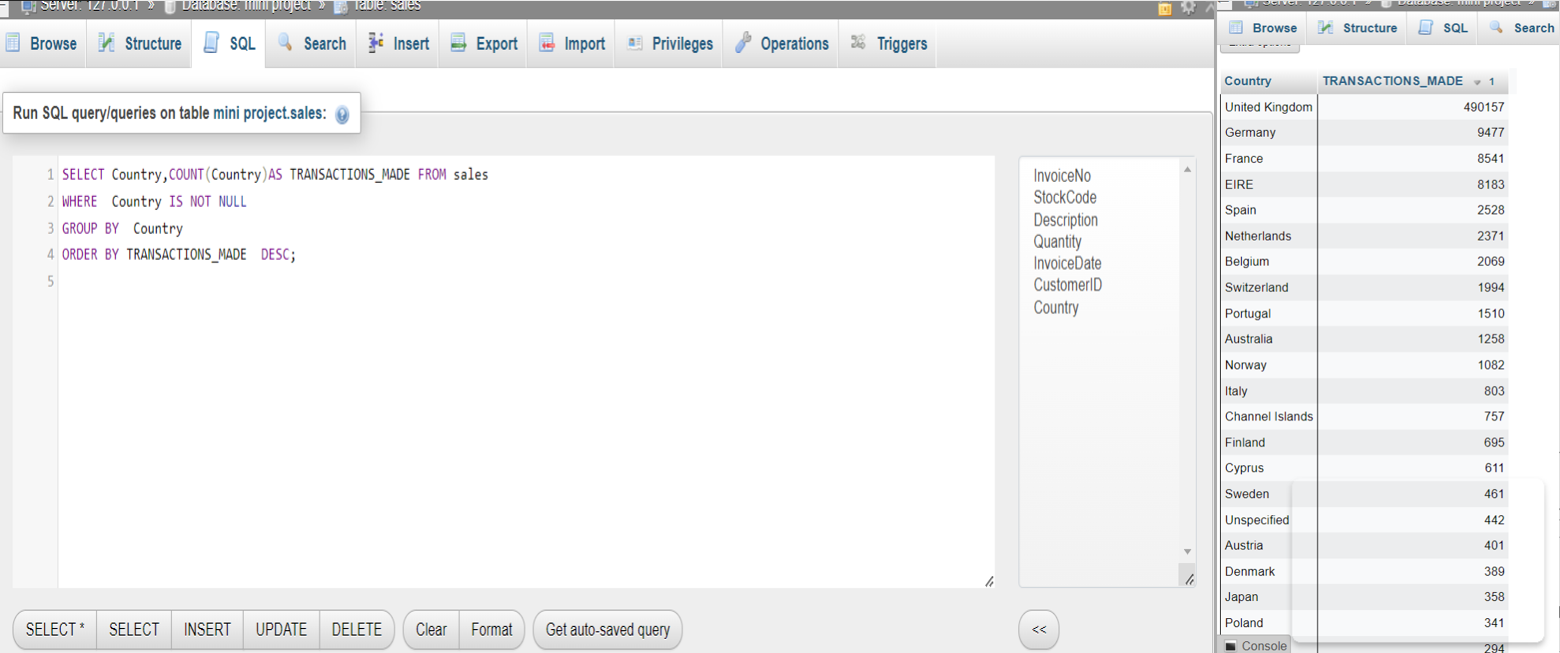 Server: 127.0.0.1 » Database: mini project » Table: sales
Browse Structure SQL Search Insert Export Import Privileges Operations Triggers
Run SQL query/queries on table mini project.sales:
1 SELECT Country,COUNT(Country)AS TRANSACTIONS_MADE FROM sales
2 WHERE  Country IS NOT NULL
3 GROUP BY  Country
4 ORDER BY TRANSACTIONS_MADE  DESC;
5
InvoiceNo
StockCode
Description
Quantity
InvoiceDate
CustomerID
Country
SELECT * SELECT INSERT UPDATE DELETE Clear Format Get auto-saved query <<
Server: 127.0.0.1 » Database: mini project »
Browse Structure SQL Search
Extra options
Country TRANSACTIONS_MADE 1
United Kingdom 490157
Germany 9477
France 8541
EIRE 8183
Spain 2528
Netherlands 2371
Belgium 2069
Switzerland 1994
Portugal 1510
Australia 1258
Norway 1082
Italy 803
Channel Islands 757
Finland 695
Cyprus 611
Sweden 461
Unspecified 442
Austria 401
Denmark 389
Japan 358
Poland 341
Console 294